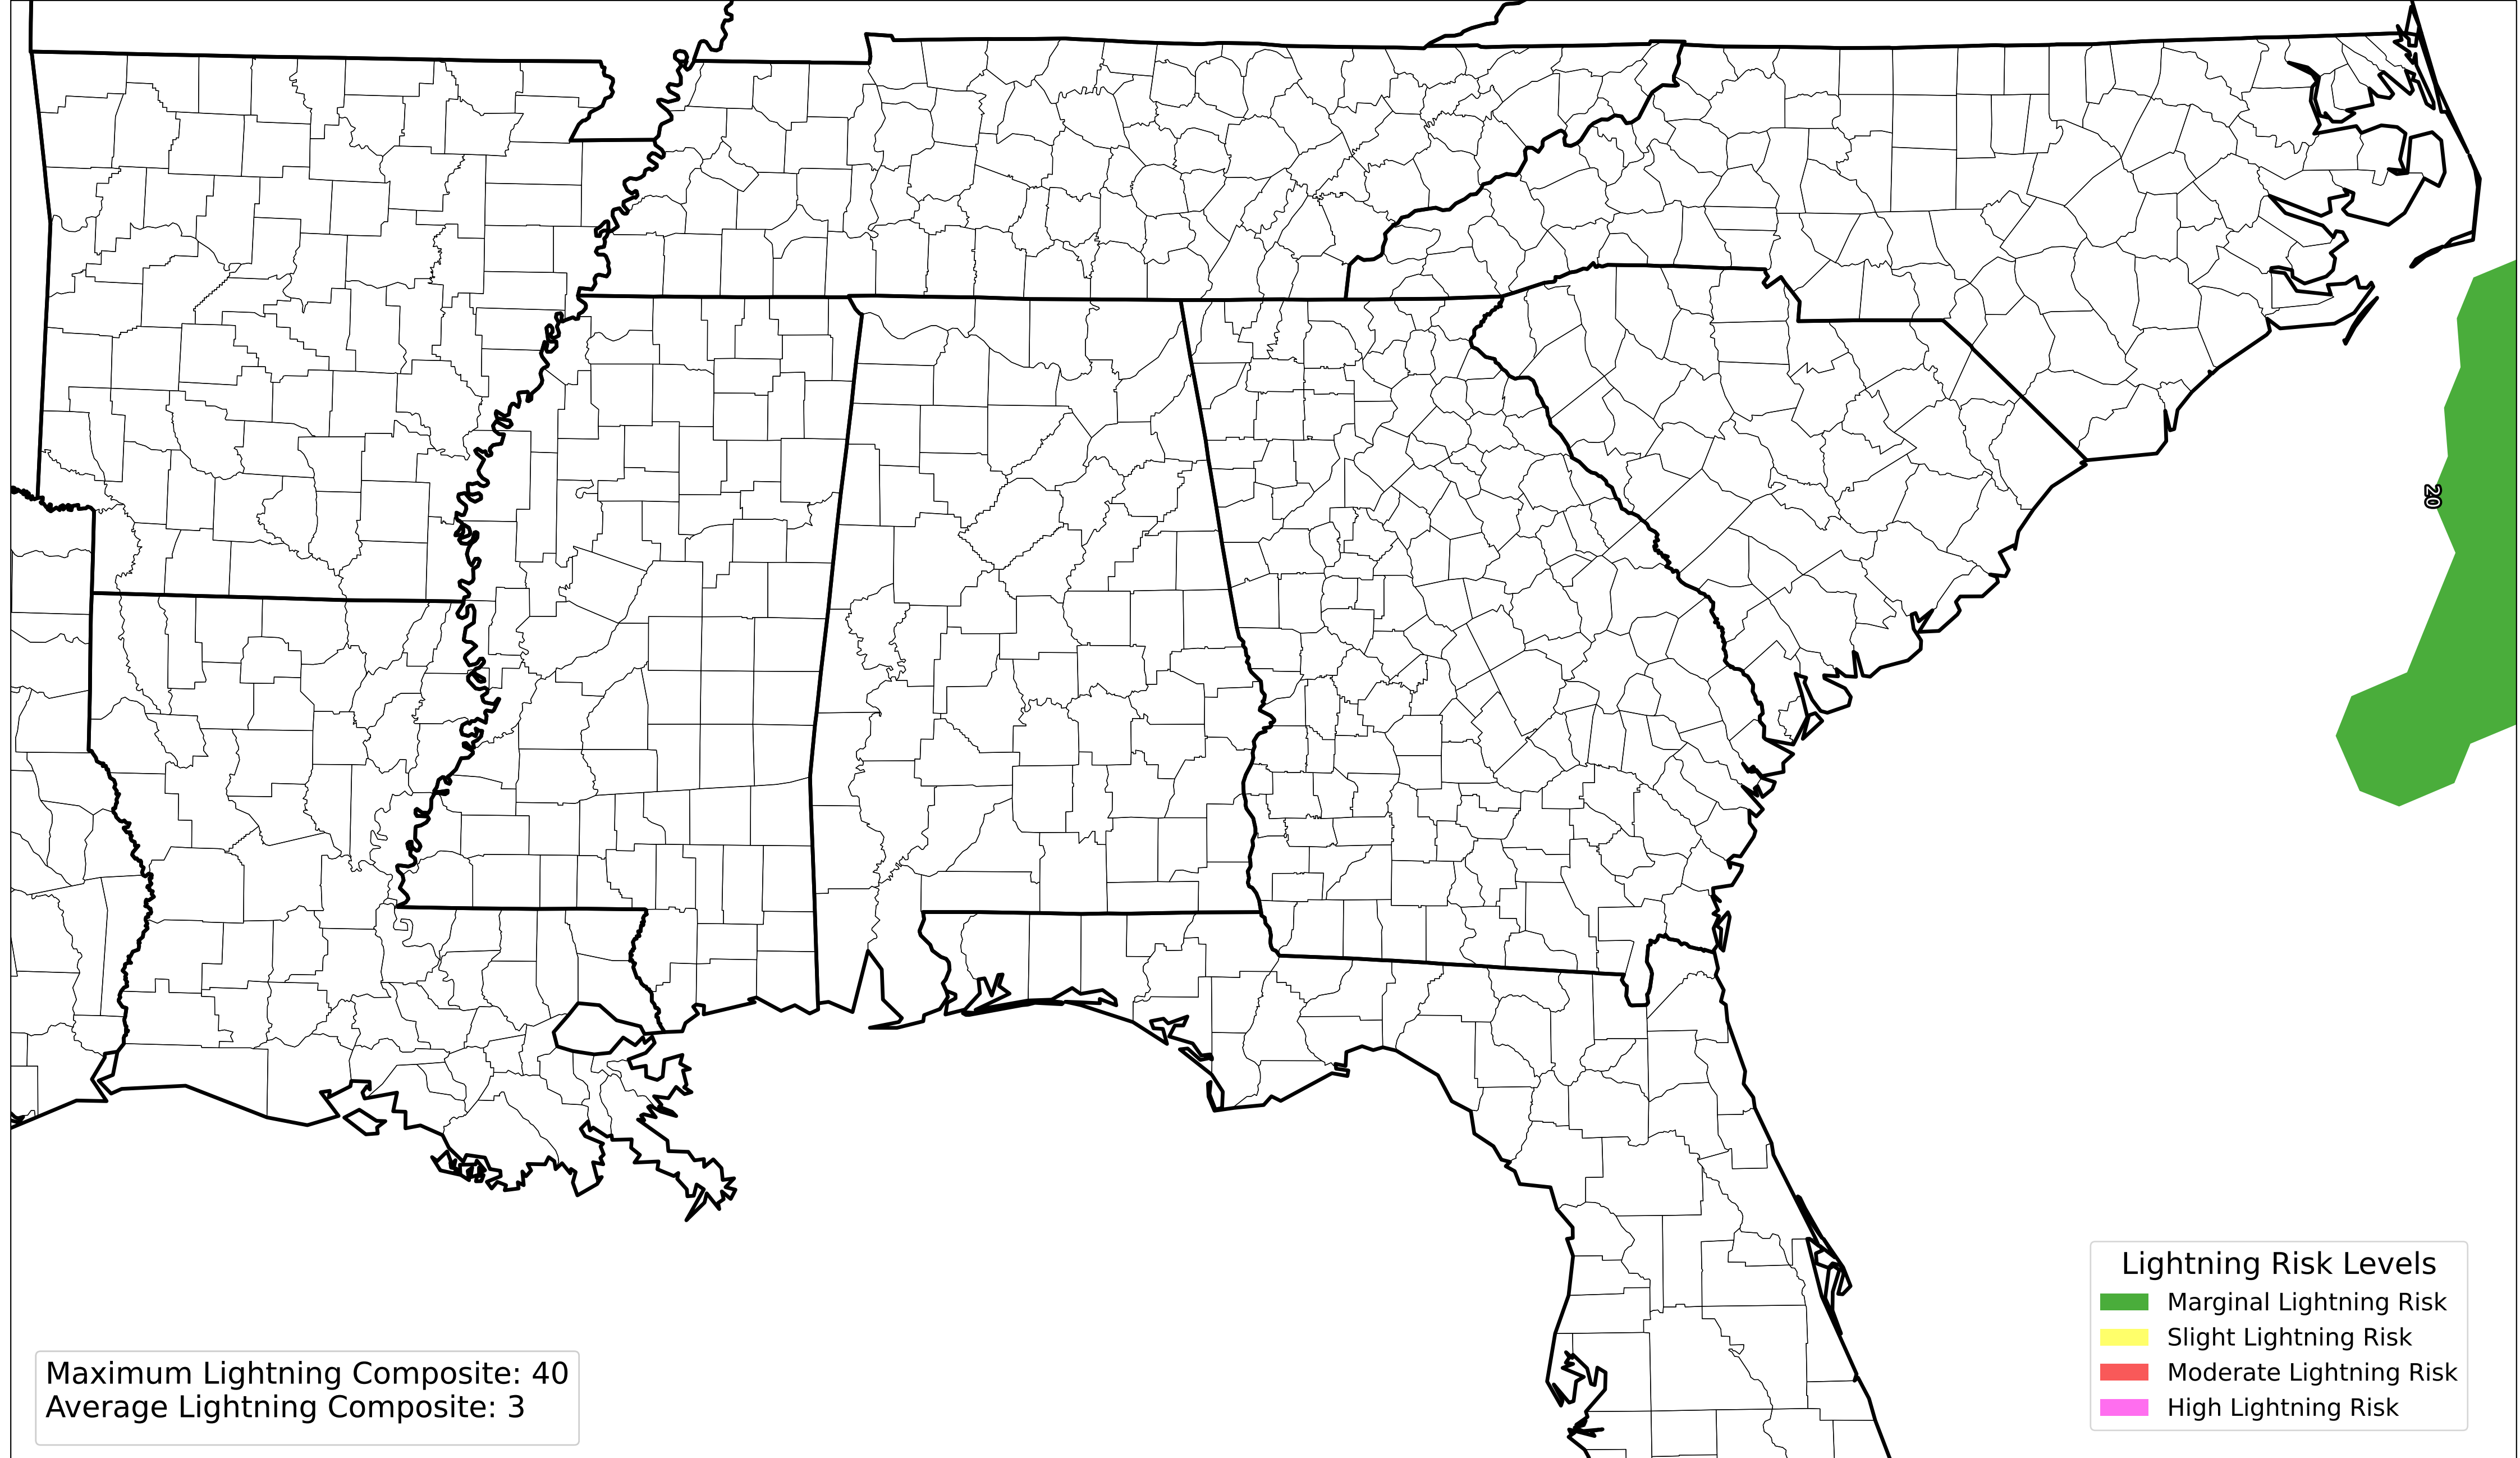 20
Lightning Risk Levels
Marginal Lightning Risk
Slight Lightning Risk
Moderate Lightning Risk
High Lightning Risk
Maximum Lightning Composite: 40
Average Lightning Composite: 3